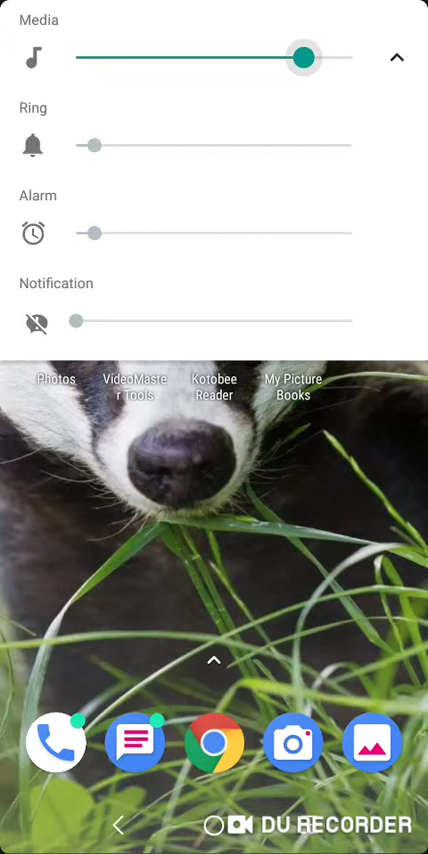 Media
Ring
Alarm
Notification
Photos
VideoMaste
r Tools
Kotobee
Reader
My Picture
Books
DU RECORDER